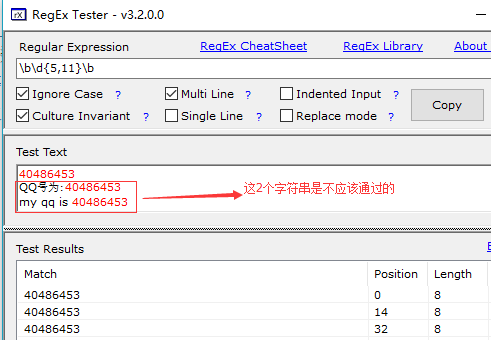 RegEx Tester - v3.2.0.0
Regular Expression RegEx CheatSheet RegEx Library About
\b\d{5,11}\b
Ignore Case ? Multi Line ? Indented Input ? Copy
Culture Invariant ? Single Line ? Replace mode ?
Test Text
40486453
QQ号为:40486453 这2个字符串是不应该通过的
my qq is 40486453
Test Results
Match Position Length
40486453 0 8
40486453 14 8
40486453 32 8